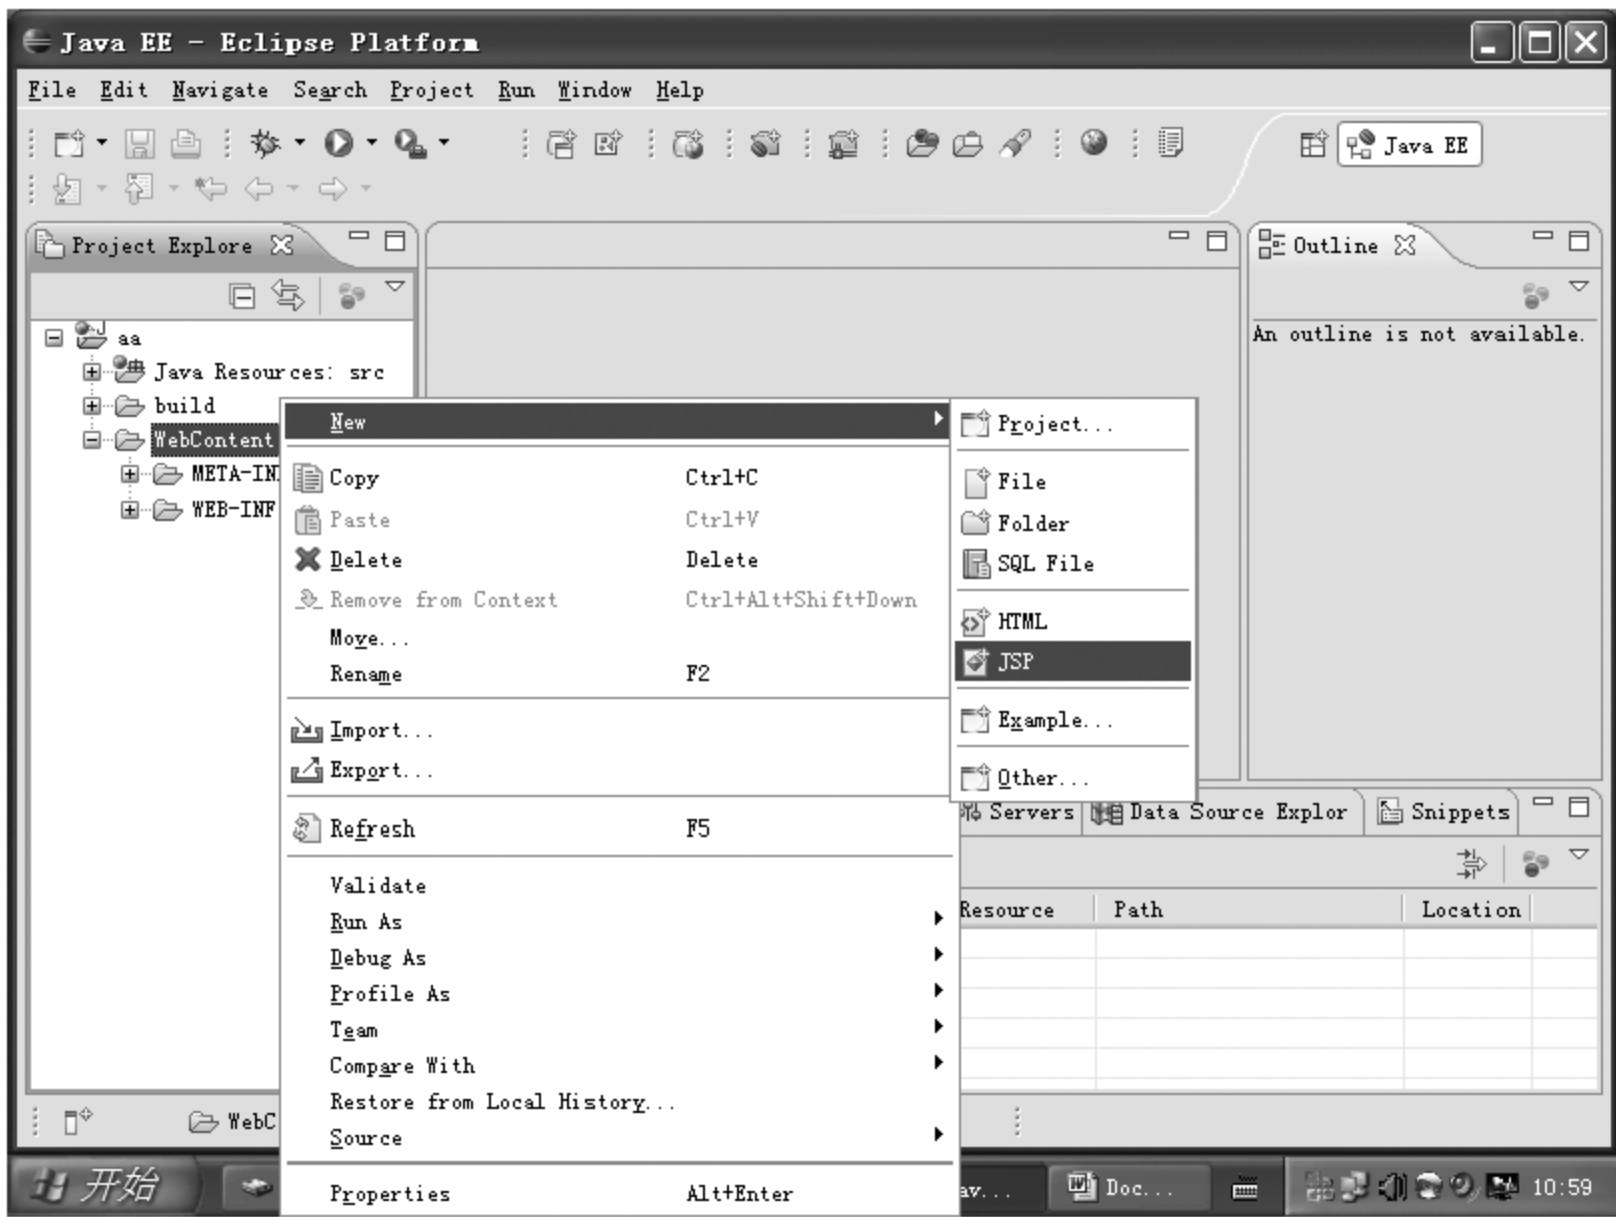 Java EE - Eclipse Platform
File Edit Navigate Search Project Run Window Help
Java EE
Project Explore
Outline
An outline is not available.
aa
Java Resources: src
build
WebContent
META-IN
WEB-INF
New
Copy Ctrl+C
Paste Ctrl+V
Delete Delete
Remove from Context Ctrl+Alt+Shift+Down
Move...
Rename F2
Import...
Export...
Refresh F5
Validate
Run As
Debug As
Profile As
Team
Compare With
Restore from Local History...
Source
Properties Alt+Enter
Project...
File
Folder
SQL File
HTML
JSP
Example...
Other...
Servers Data Source Explor Snippets
Resource Path Location
WebC
开始
av... Doc... 10:59